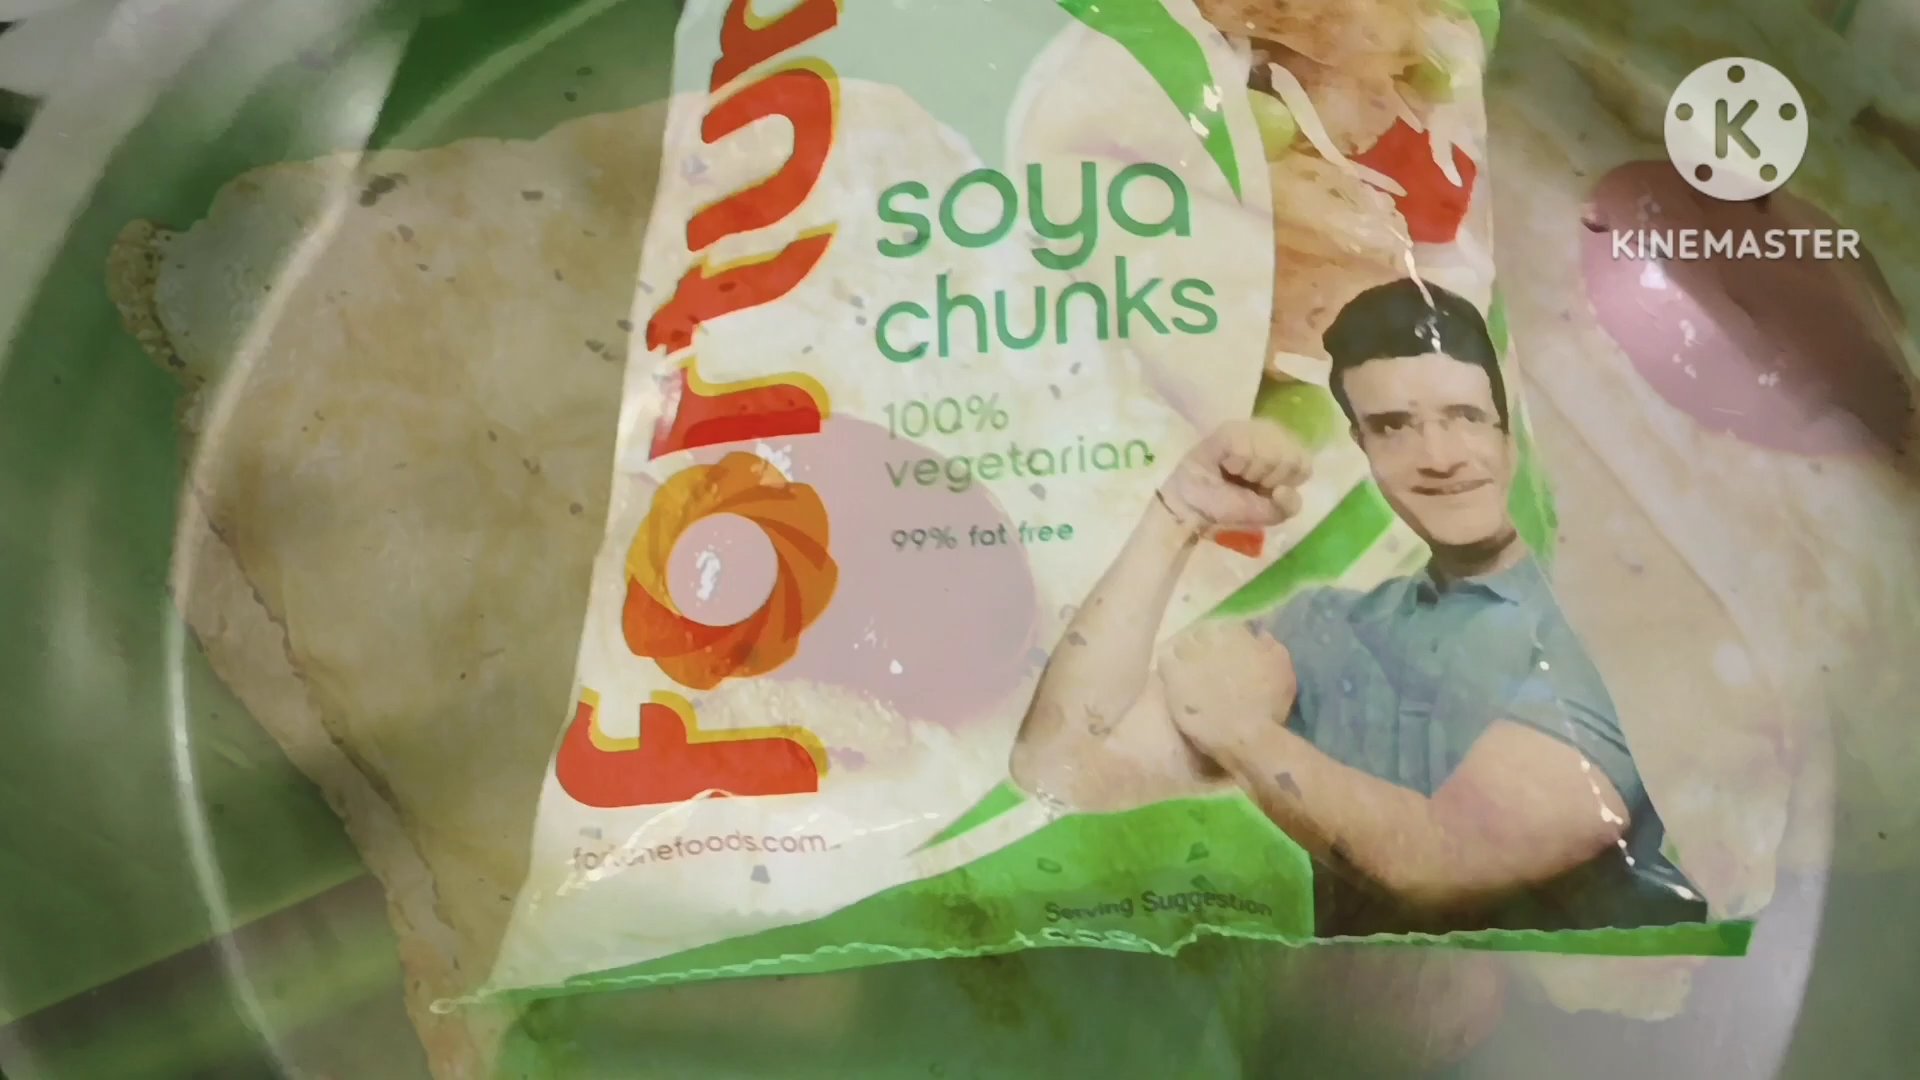 fortu
soya
chunks
100%
vegetarian
99% fat free
fortunefoods.com
Serving Suggestion
K
KINEMASTER